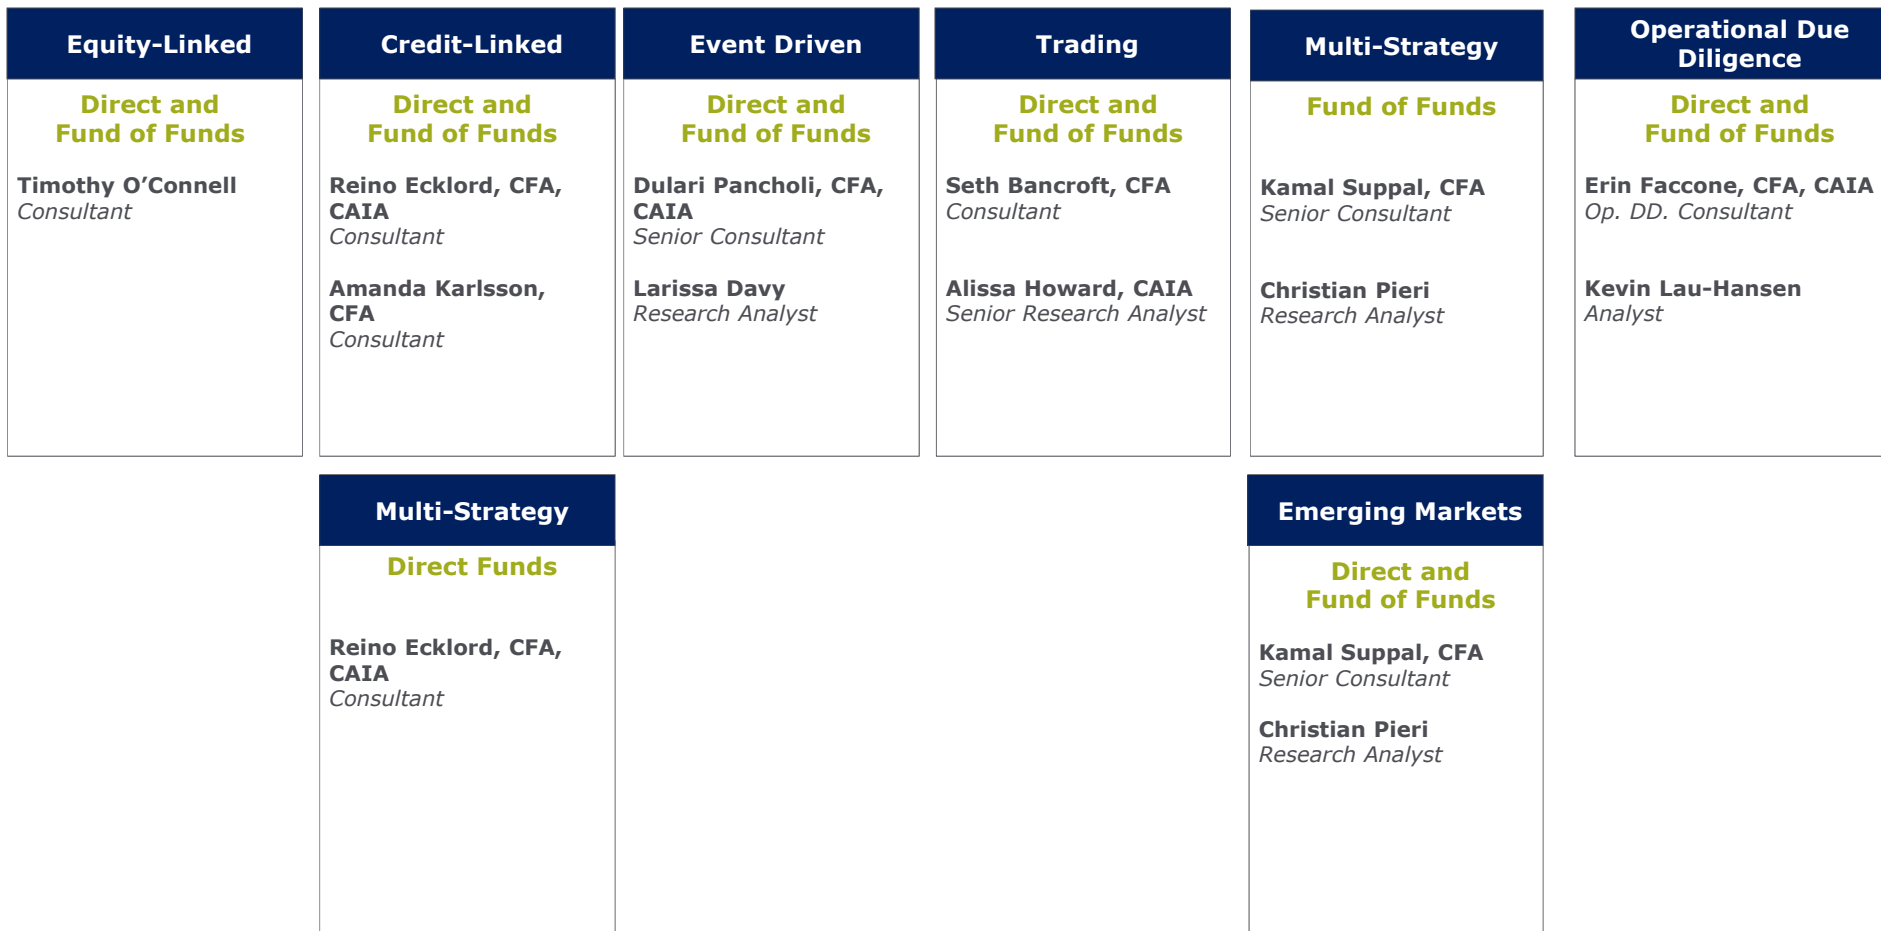 Equity-Linked
Direct and
Fund of Funds
Timothy O’Connell
Consultant
Credit-Linked
Direct and
Fund of Funds
Reino Ecklord, CFA,
CAIA
Consultant
Amanda Karlsson,
CFA
Consultant
Event Driven
Direct and
Fund of Funds
Dulari Pancholi, CFA,
CAIA
Senior Consultant
Larissa Davy
Research Analyst
Trading
Direct and
Fund of Funds
Seth Bancroft, CFA
Consultant
Alissa Howard, CAIA
Senior Research Analyst
Multi-Strategy
Fund of Funds
Kamal Suppal, CFA
Senior Consultant
Christian Pieri
Research Analyst
Operational Due
Diligence
Direct and
Fund of Funds
Erin Faccone, CFA, CAIA
Op. DD. Consultant
Kevin Lau-Hansen
Analyst
Multi-Strategy
Direct Funds
Reino Ecklord, CFA,
CAIA
Consultant
Emerging Markets
Direct and
Fund of Funds
Kamal Suppal, CFA
Senior Consultant
Christian Pieri
Research Analyst